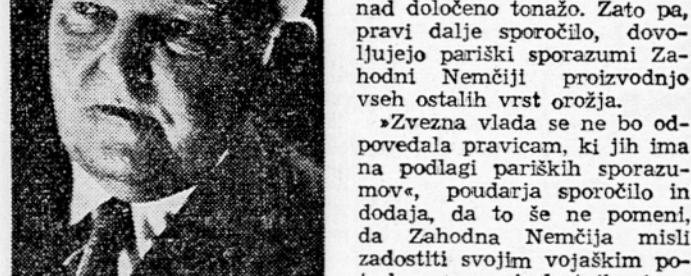 nad določeno tonažo. Zato pa,
pravi dalje sporočilo, dovo-
ljujejo pariški sporazumi Za-
hodni Nemčiji proizvodnjo
vseh ostalih vrst orožja.
»Zvezna vlada se ne bo od-
povedala pravicam, ki jih ima
na podlagi pariških sporazu-
mov«, poudarja sporočilo in
dodaja, da to še ne pomeni,
da Zahodna Nemčija misli
zadostiti svojim vojaškim po-